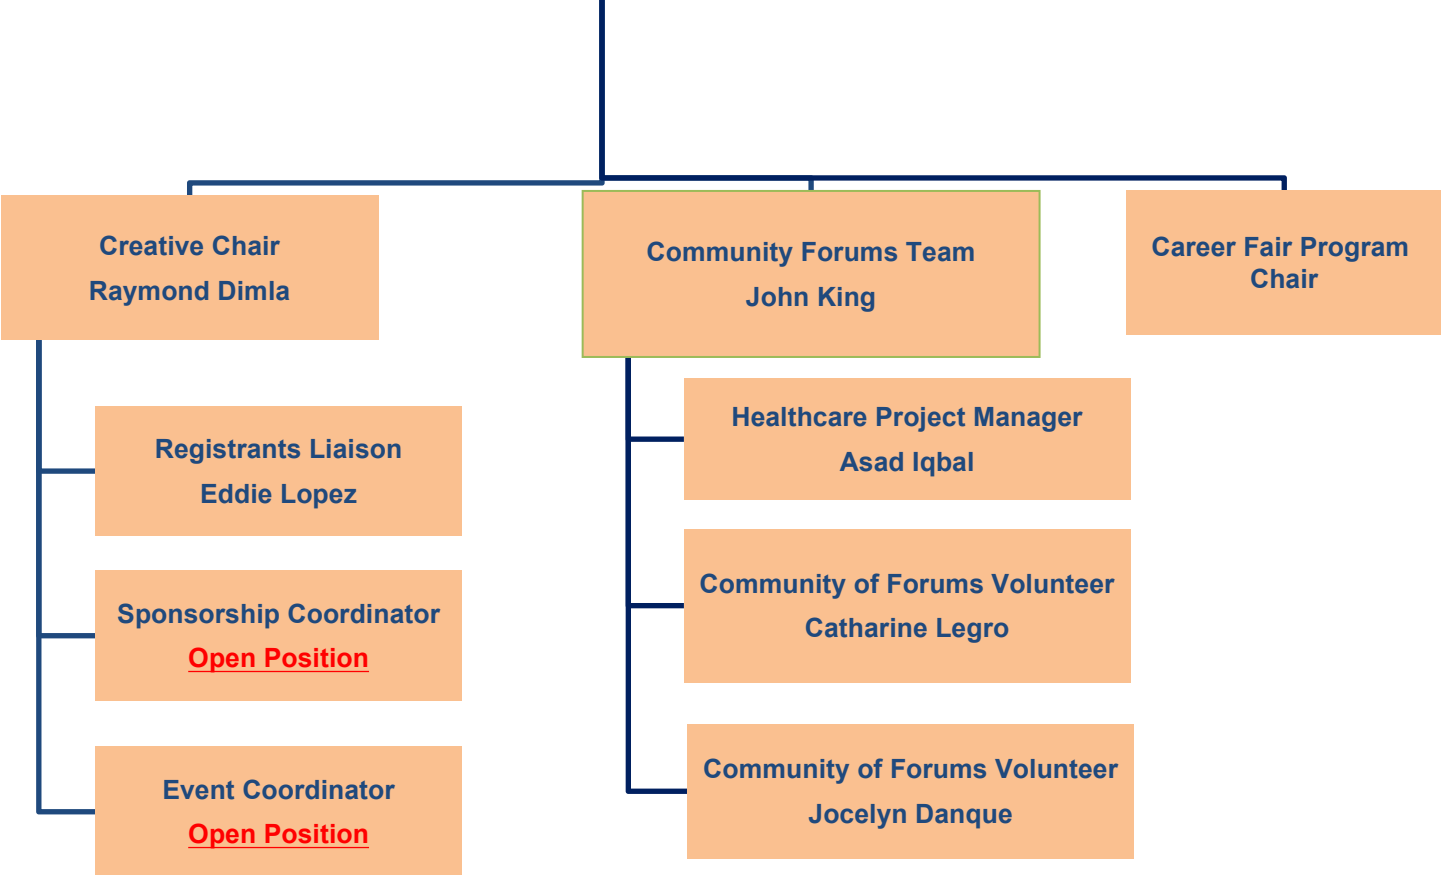 Creative Chair
Raymond Dimla
Community Forums Team
John King
Career Fair Program
Chair
Registrants Liaison
Eddie Lopez
Sponsorship Coordinator
Open Position
Event Coordinator
Open Position
Healthcare Project Manager
Asad Iqbal
Community of Forums Volunteer
Catharine Legro
Community of Forums Volunteer
Jocelyn Danque